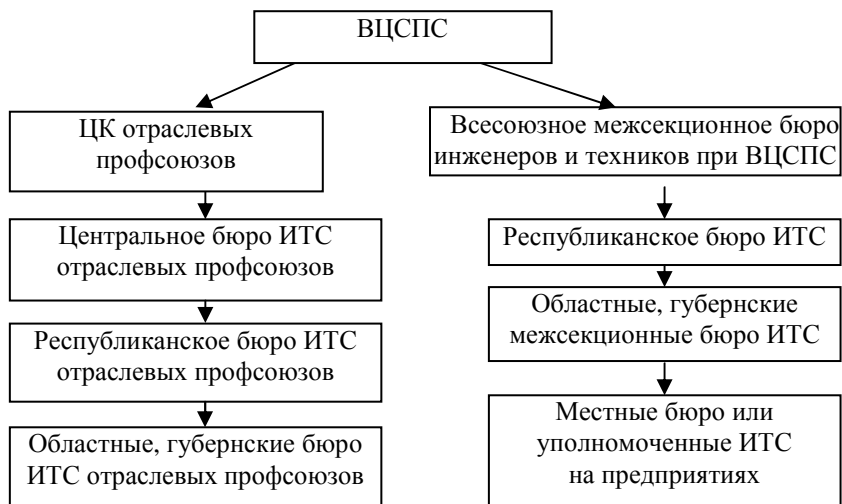 ВЦСПС
ЦК отраслевых
профсоюзов
Центральное бюро ИТС
отраслевых профсоюзов
Республиканское бюро ИТС
отраслевых профсоюзов
Областные, губернские бюро
ИТС отраслевых профсоюзов
Всесоюзное межсекционное бюро
инженеров и техников при ВЦСПС
Республиканское бюро ИТС
Областные, губернские
межсекционные бюро ИТС
Местные бюро или
уполномоченные ИТС
на предприятиях